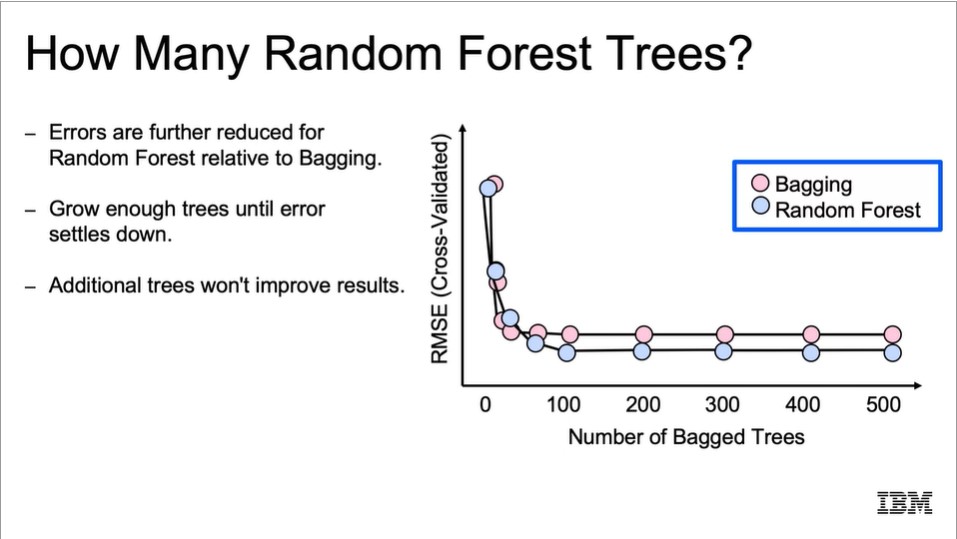 How Many Random Forest Trees?
– Errors are further reduced for
Random Forest relative to Bagging.
– Grow enough trees until error
settles down.
– Additional trees won't improve results.
RMSE (Cross-Validated)
Bagging
Random Forest
0 100 200 300 400 500
Number of Bagged Trees
IBM